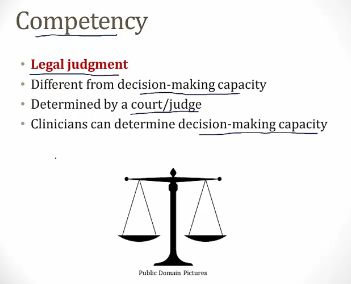 Competency
• Legal judgment
• Different from decision-making capacity
• Determined by a court/judge
• Clinicians can determine decision-making capacity
Public Domain Pictures